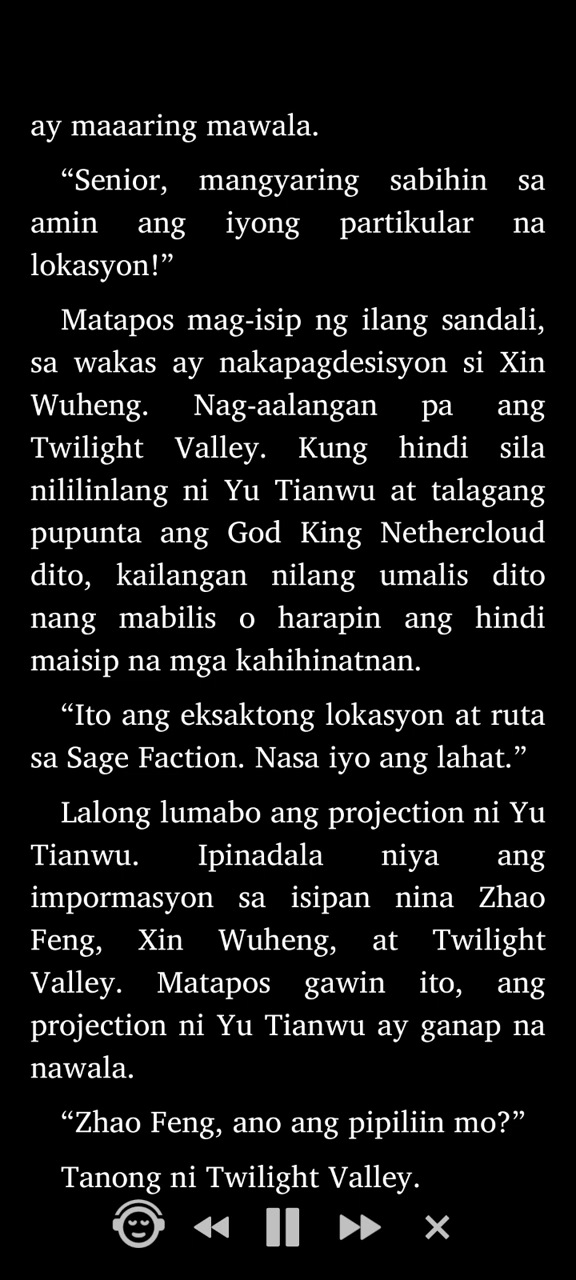 ay maaaring mawala.
“Senior, mangyaring sabihin sa
amin ang iyong partikular na
lokasyon!”
Matapos mag-isip ng ilang sandali,
sa wakas ay nakapagdesisyon si Xin
Wuheng. Nag-aalangan pa ang
Twilight Valley. Kung hindi sila
nililinlang ni Yu Tianwu at talagang
pupunta ang God King Nethercloud
dito, kailangan nilang umalis dito
nang mabilis o harapin ang hindi
maisip na mga kahihinatnan.
“Ito ang eksaktong lokasyon at ruta
sa Sage Faction. Nasa iyo ang lahat.”
Lalong lumabo ang projection ni Yu
Tianwu. Ipinadala niya ang
impormasyon sa isipan nina Zhao
Feng, Xin Wuheng, at Twilight
Valley. Matapos gawin ito, ang
projection ni Yu Tianwu ay ganap na
nawala.
“Zhao Feng, ano ang pipiliin mo?”
Tanong ni Twilight Valley.